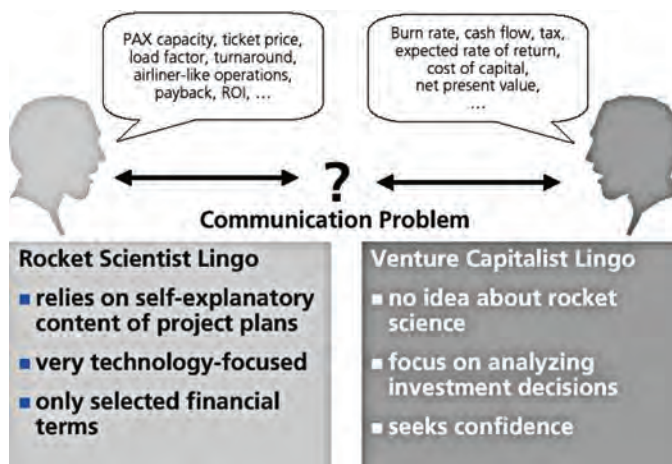 PAX capacity, ticket price,
load factor, turnaround,
airliner-like operations,
payback, ROI, ...
Burn rate, cash flow, tax,
expected rate of return,
cost of capital,
net present value,
...
?
Communication Problem
Rocket Scientist Lingo
■ relies on self-explanatory
content of project plans
■ very technology-focused
■ only selected financial
terms
Venture Capitalist Lingo
■ no idea about rocket
science
■ focus on analyzing
investment decisions
■ seeks confidence